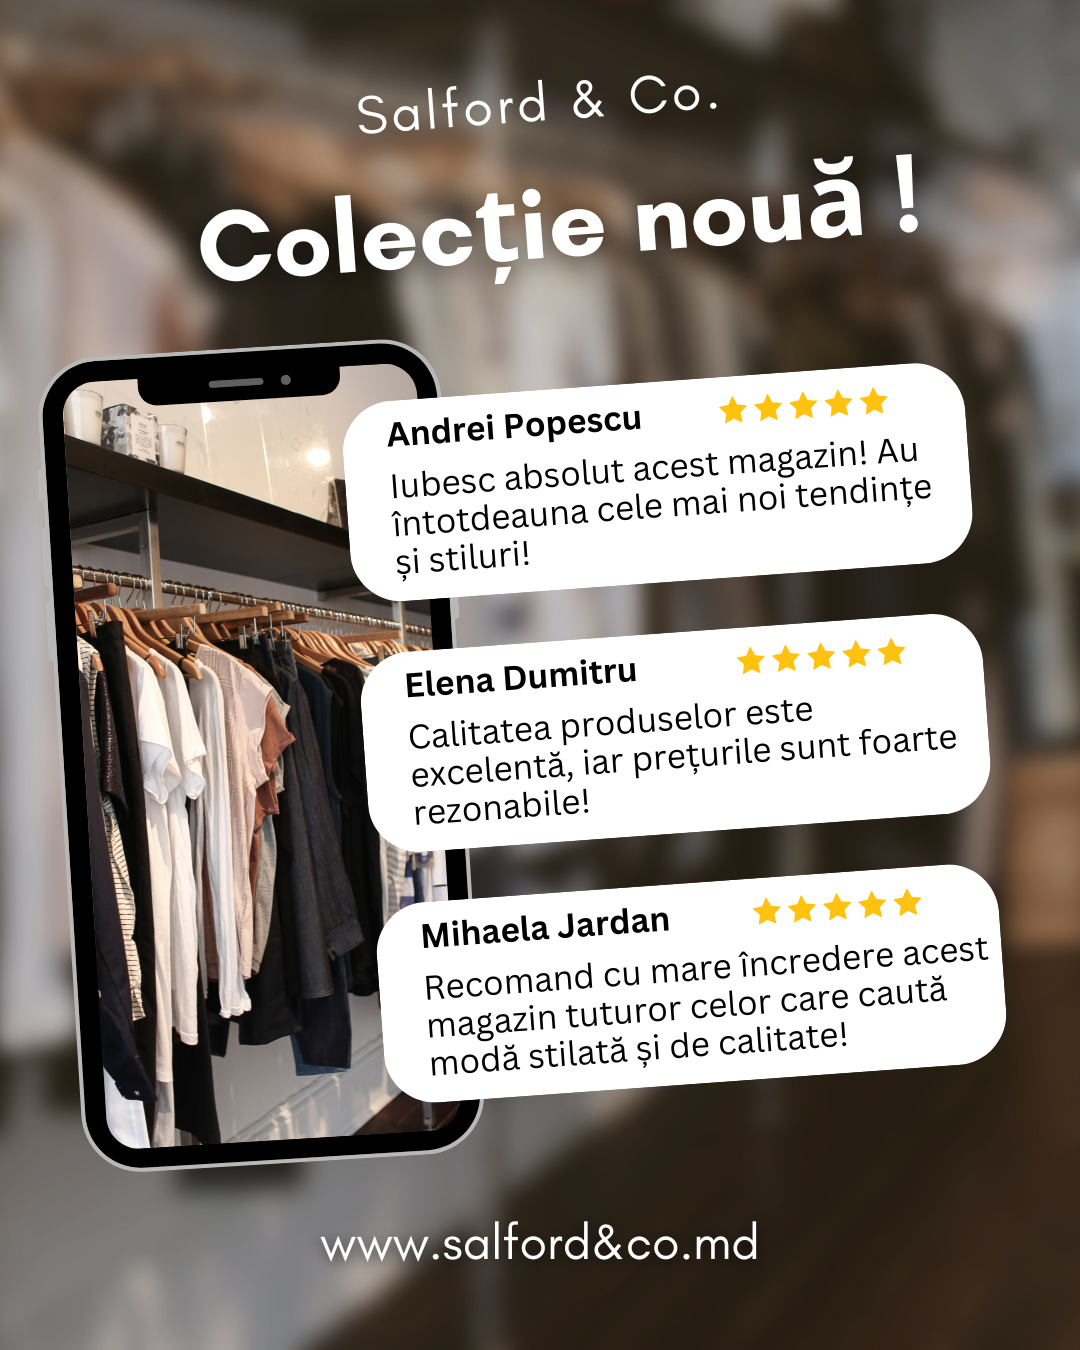 Salford & Co.
Colecție nouă !
Andrei Popescu
Iubesc absolut acest magazin! Au
întotdeauna cele mai noi tendințe
și stiluri!
Elena Dumitru
Calitatea produselor este
excelentă, iar prețurile sunt foarte
rezonabile!
Mihaela Jardan
Recomand cu mare încredere acest
magazin tuturor celor care caută
modă stilată și de calitate!
www.salford&co.md